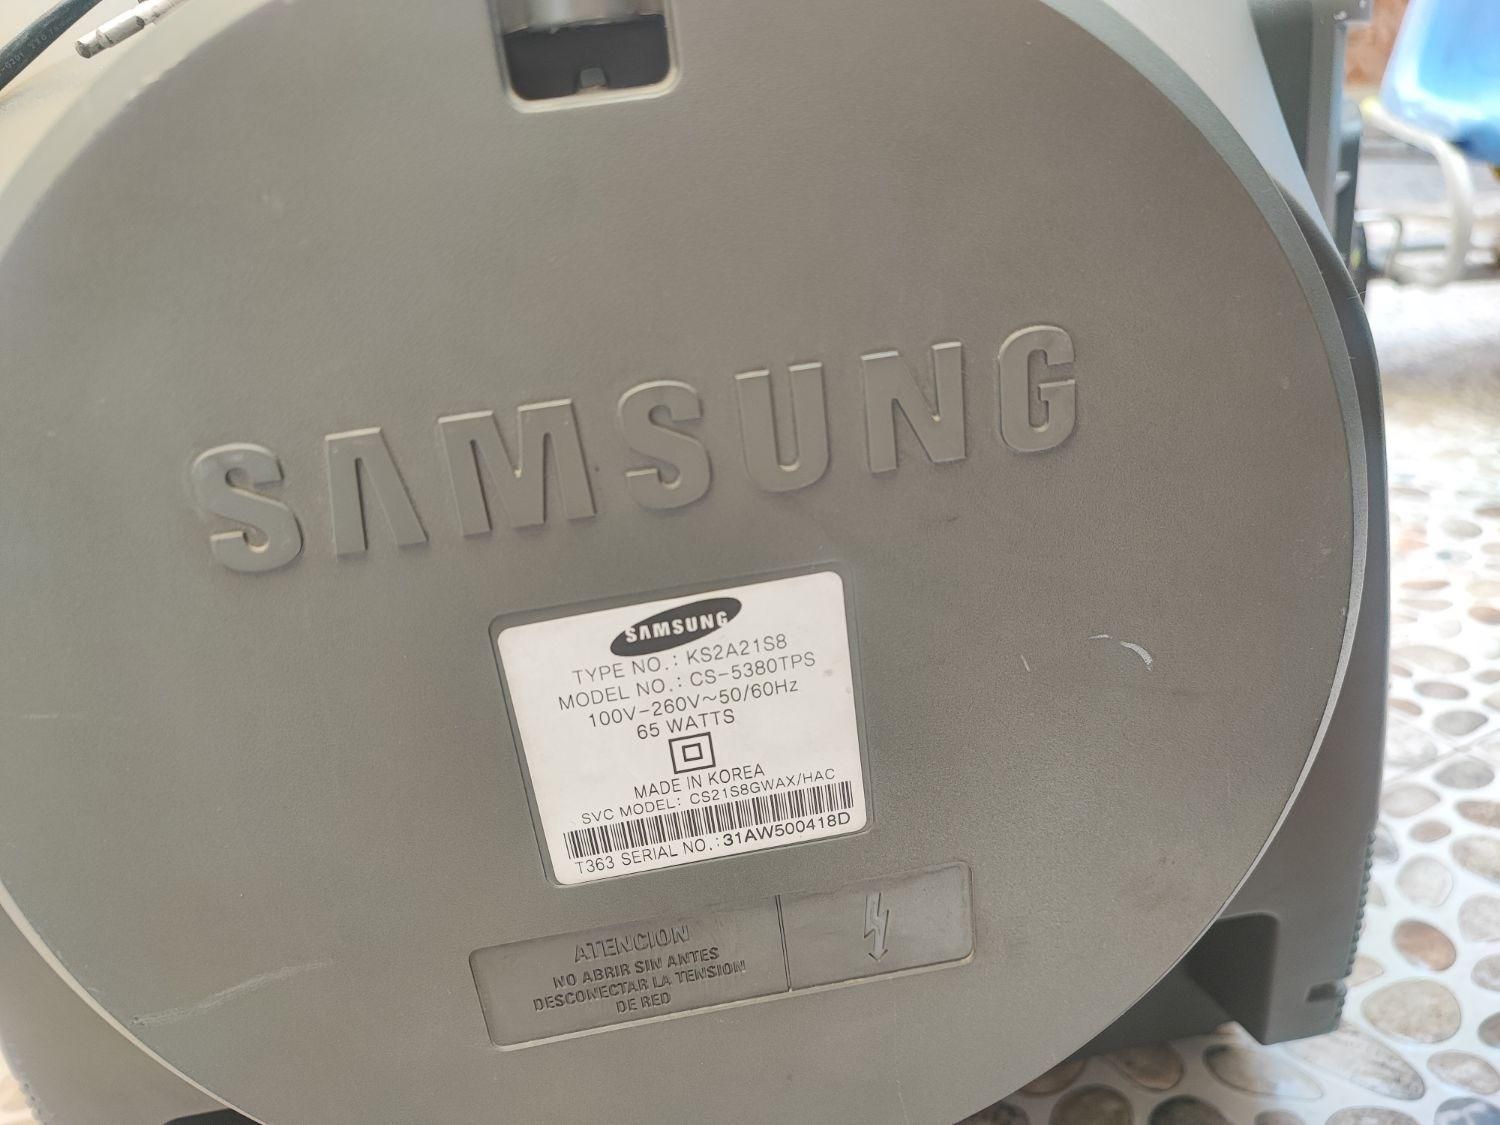 SAMSUNG
SAMSUNG
TYPE NO.: KS2A21S8
MODEL NO.: CS-5380TPS
100V-260V~50/60Hz
65 WATTS
MADE IN KOREA
SVC MODEL: CS21S8GWAX/HAC
T363 SERIAL NO.:31AW500418D
ATENCION
NO ABRIR SIN ANTES
DESCONECTAR LA TENSION
DE RED